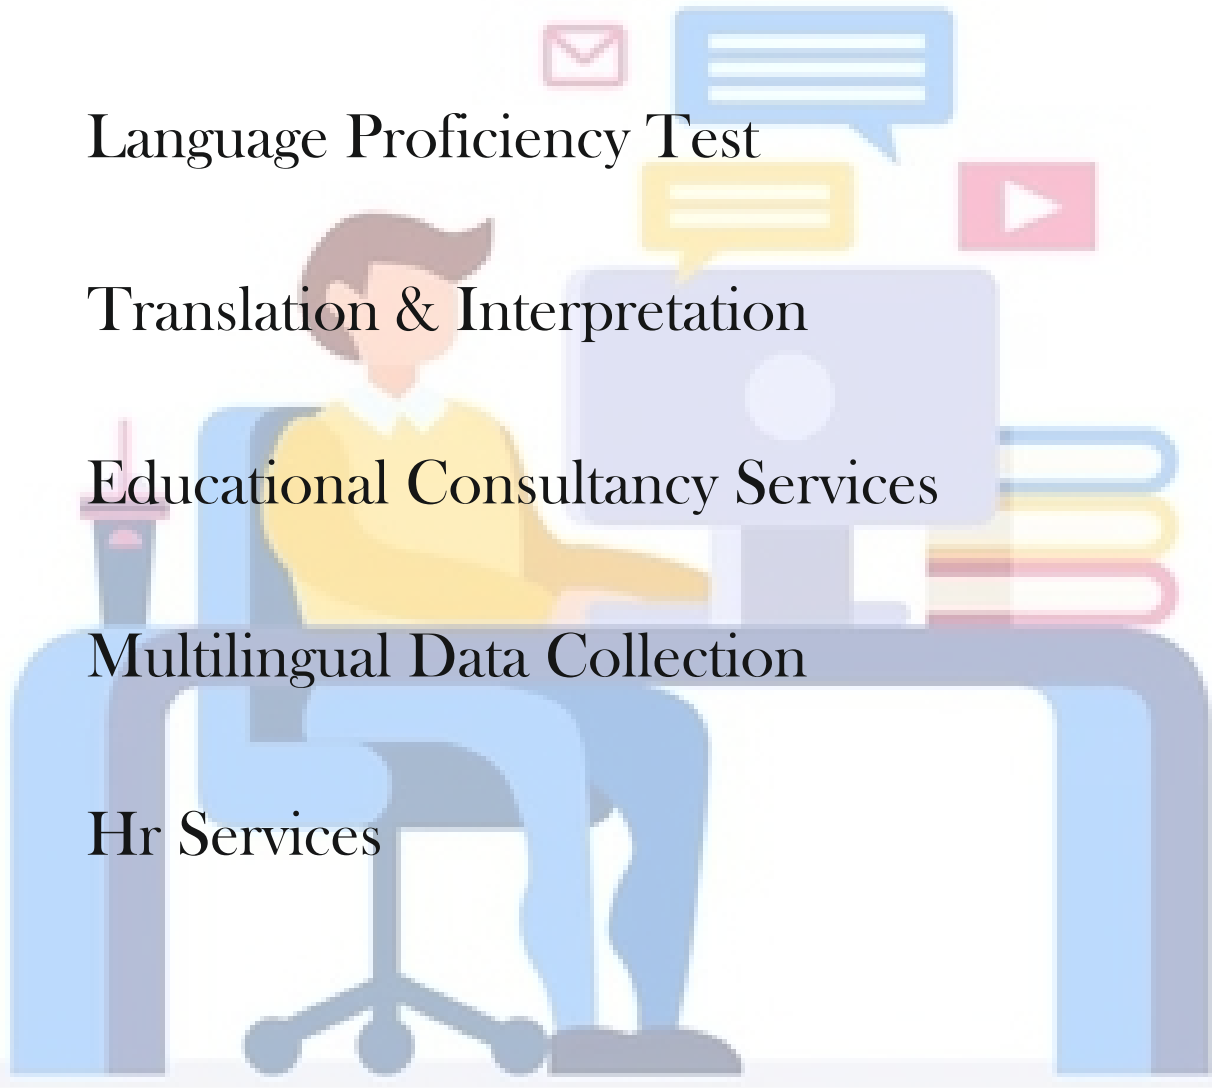 Language Proficiency Test
Translation & Interpretation
Educational Consultancy Services
Multilingual Data Collection
Hr Services